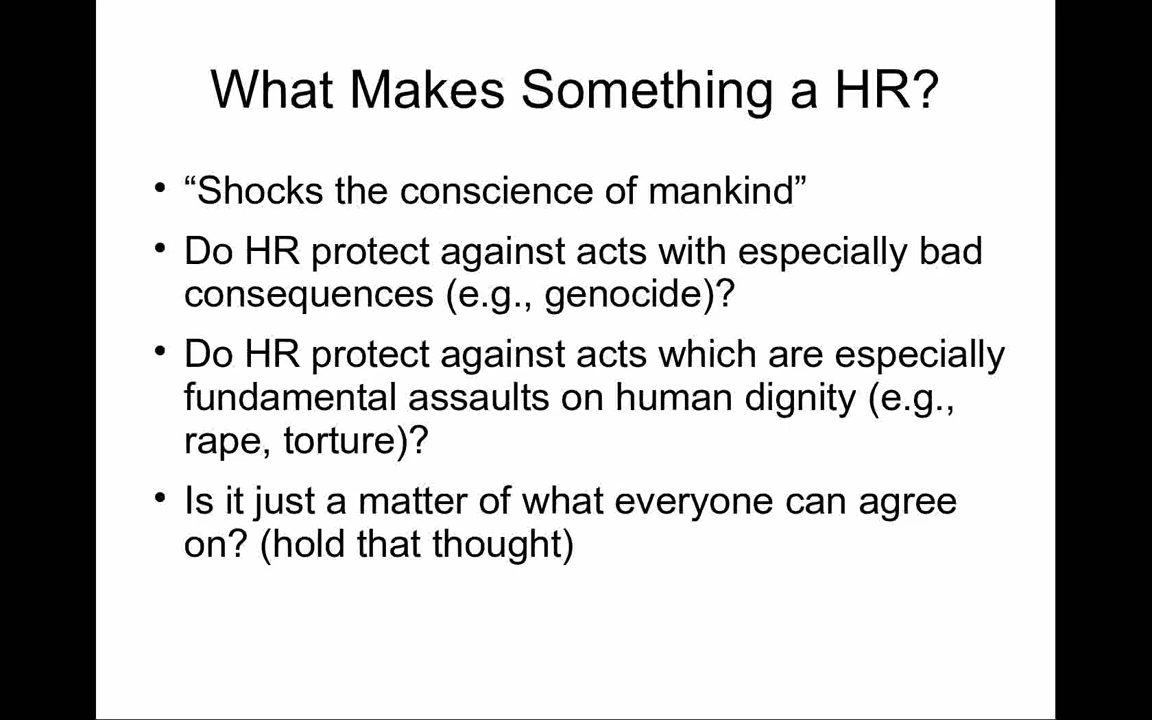 What Makes Something a HR?
• “Shocks the conscience of mankind”
• Do HR protect against acts with especially bad
consequences (e.g., genocide)?
• Do HR protect against acts which are especially
fundamental assaults on human dignity (e.g.,
rape, torture)?
• Is it just a matter of what everyone can agree
on? (hold that thought)